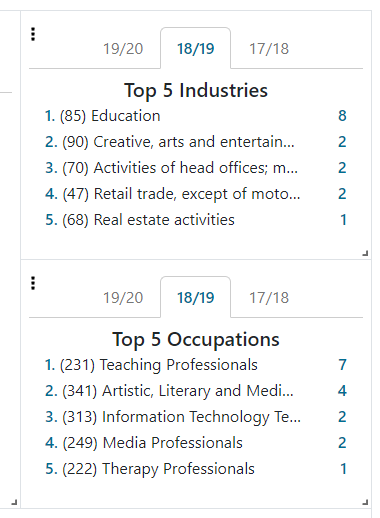 19/20 18/19 17/18
Top 5 Industries
1. (85) Education 8
2. (90) Creative, arts and entertain... 2
3. (70) Activities of head offices; m... 2
4. (47) Retail trade, except of moto... 2
5. (68) Real estate activities 1
19/20 18/19 17/18
Top 5 Occupations
1. (231) Teaching Professionals 7
2. (341) Artistic, Literary and Medi... 4
3. (313) Information Technology Te... 2
4. (249) Media Professionals 2
5. (222) Therapy Professionals 1